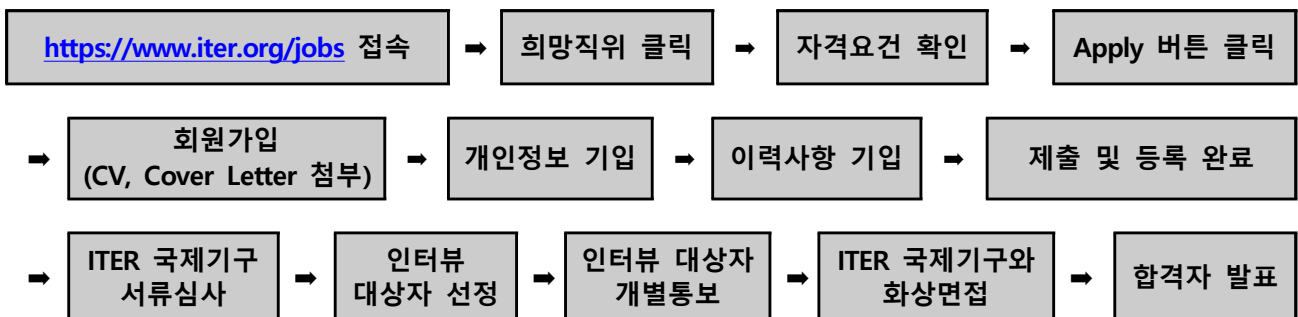 https://www.iter.org/jobs 접속 ➡ 희망직위 클릭 ➡ 자격요건 확인 ➡ Apply 버튼 클릭
➡ 회원가입
(CV, Cover Letter 첨부) ➡ 개인정보 기입 ➡ 이력사항 기입 ➡ 제출 및 등록 완료
➡ ITER 국제기구
서류심사 ➡ 인터뷰
대상자 선정 ➡ 인터뷰 대상자
개별통보 ➡ ITER 국제기구와
화상면접 ➡ 합격자 발표